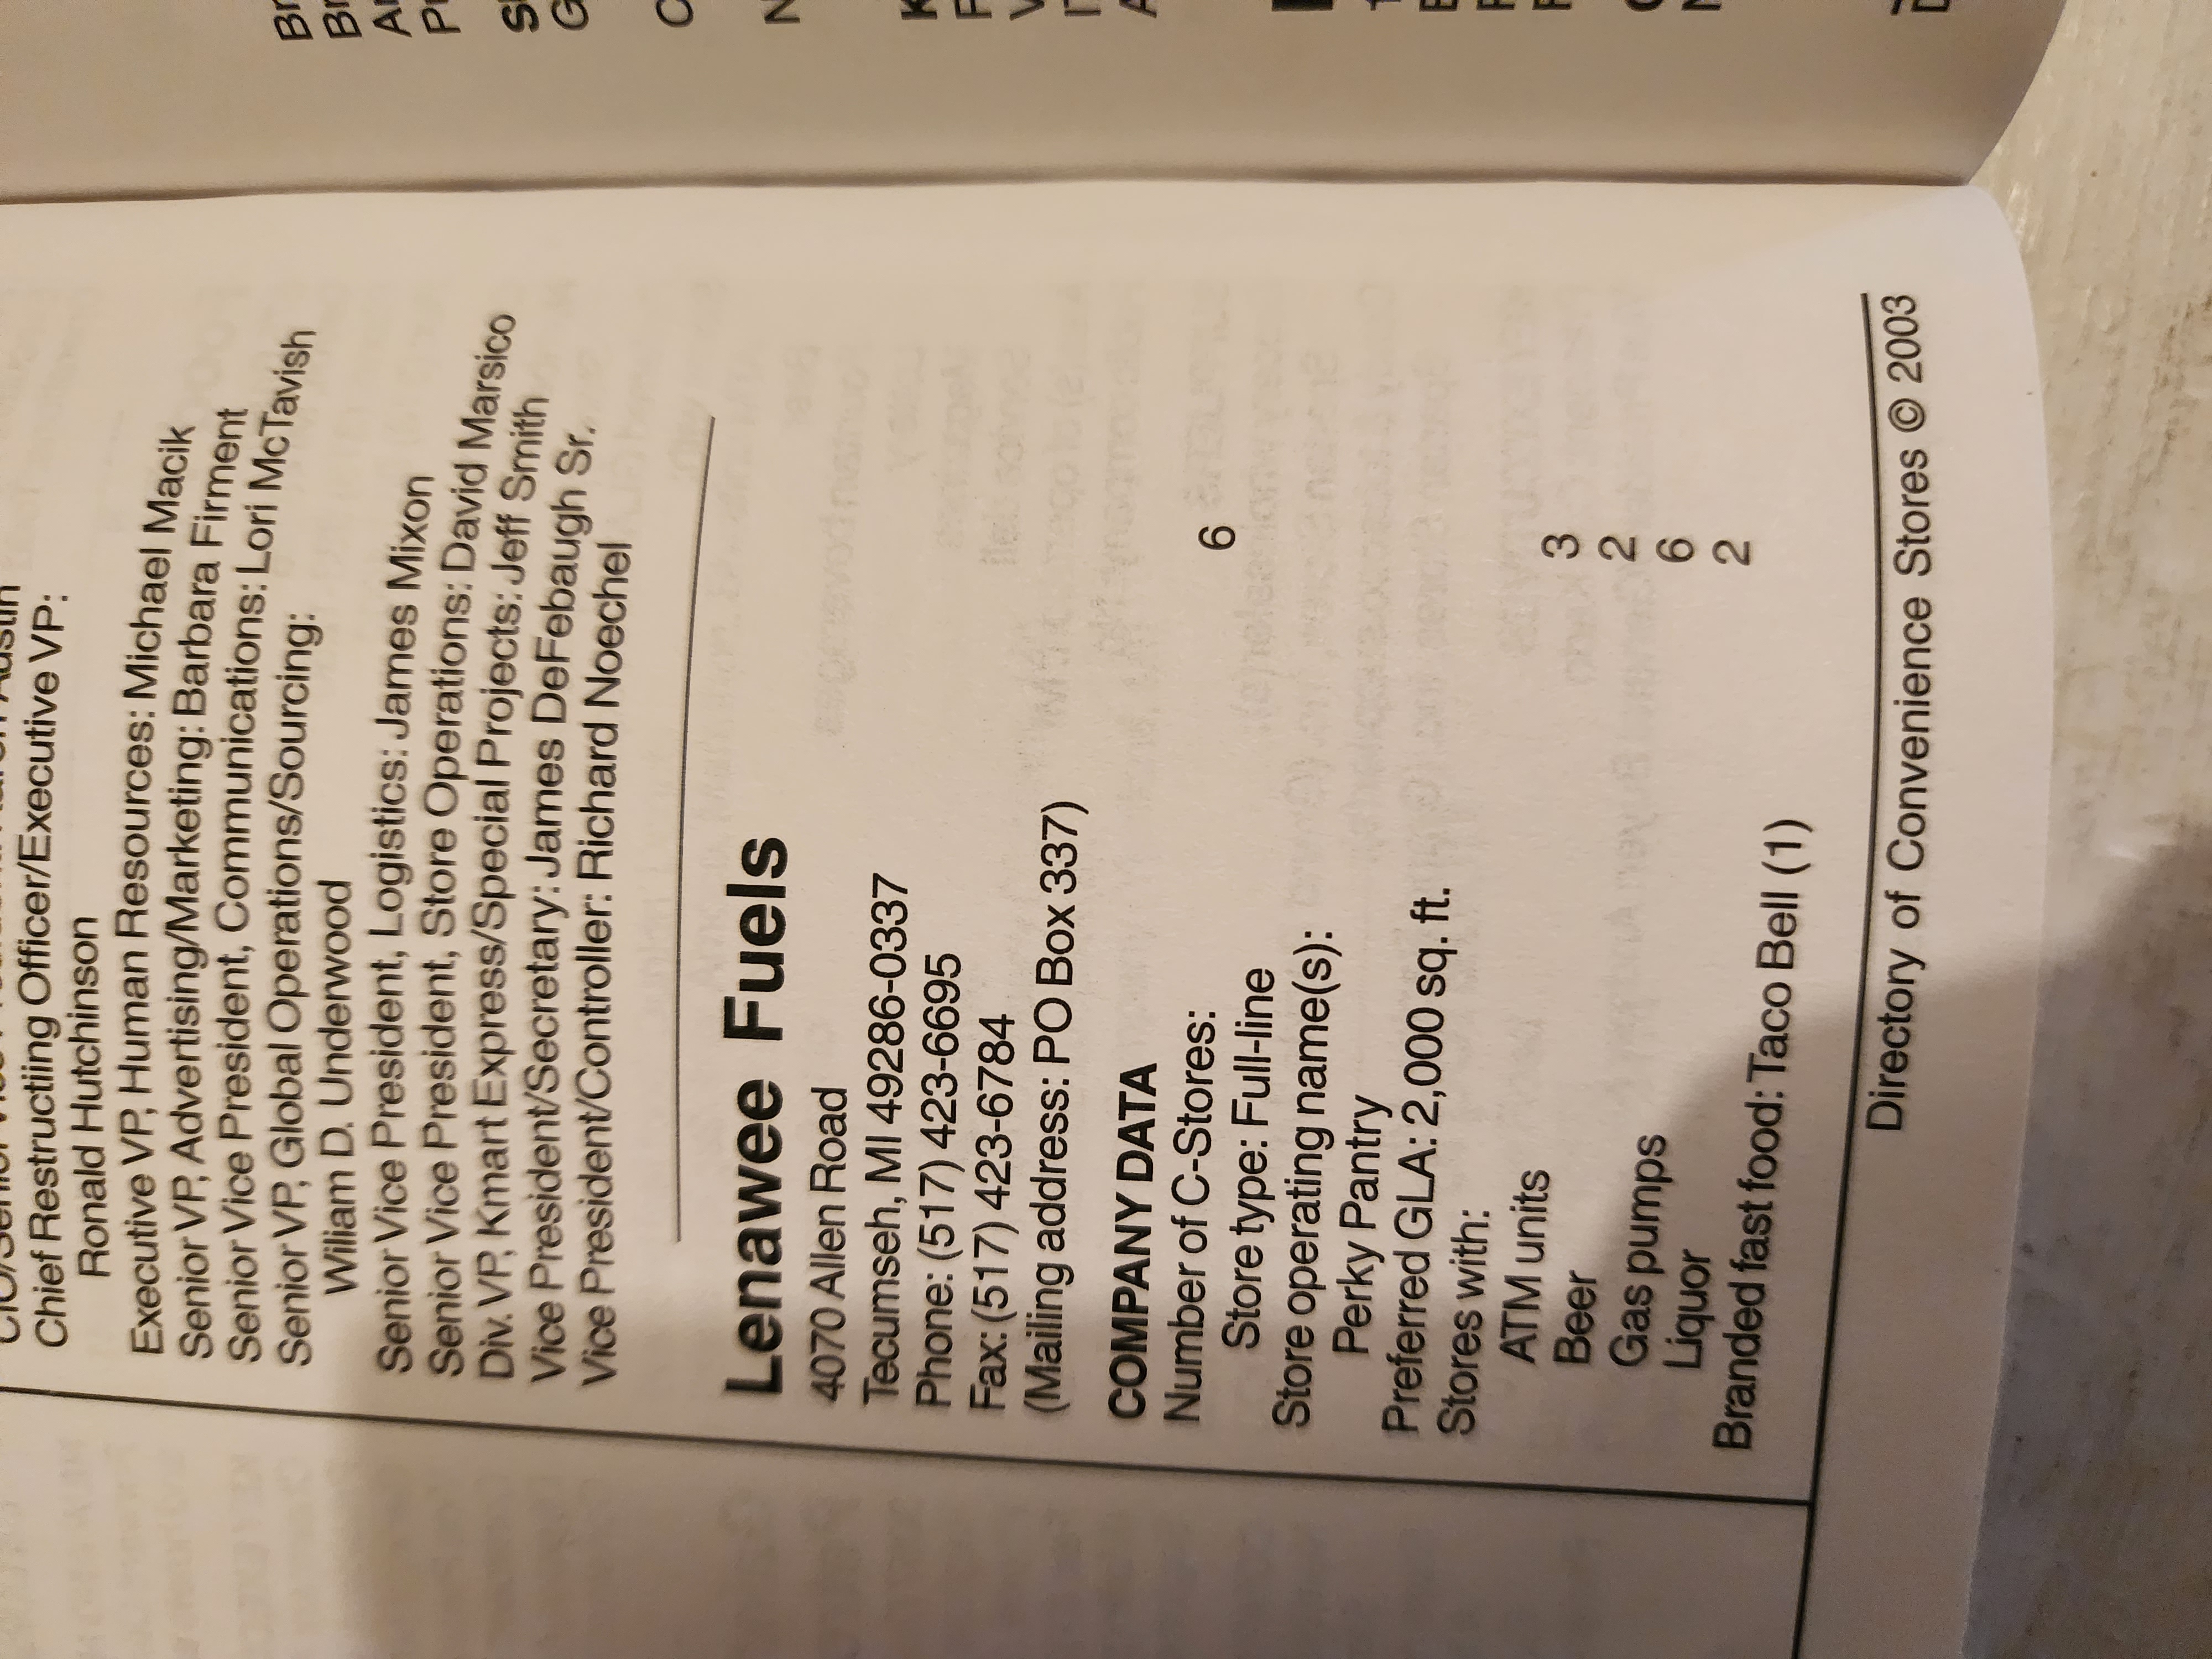 Chief Restructiing Officer/Executive VP:
Ronald Hutchinson
Executive VP, Human Resources: Michael Macik
Senior VP, Advertising/Marketing: Barbara Firment
Senior Vice President, Communications: Lori McTavish
Senior VP, Global Operations/Sourcing:
William D. Underwood
Senior Vice President, Logistics: James Mixon
Senior Vice President, Store Operations: David Marsico
Div. VP, Kmart Express/Special Projects: Jeff Smith
Vice President/Secretary: James DeFebaugh Sr.
Vice President/Controller: Richard Noechel
Lenawee Fuels
4070 Allen Road
Tecumseh, MI 49286-0337
Phone: (517) 423-6695
Fax: (517) 423-6784
(Mailing address: PO Box 337)
COMPANY DATA
Number of C-Stores: 6
Store type: Full-line
Store operating name(s):
Perky Pantry
Preferred GLA: 2,000 sq. ft.
Stores with:
ATM units 3
Beer 2
Gas pumps 6
Liquor 2
Branded fast food: Taco Bell (1)
Directory of Convenience Stores © 2003